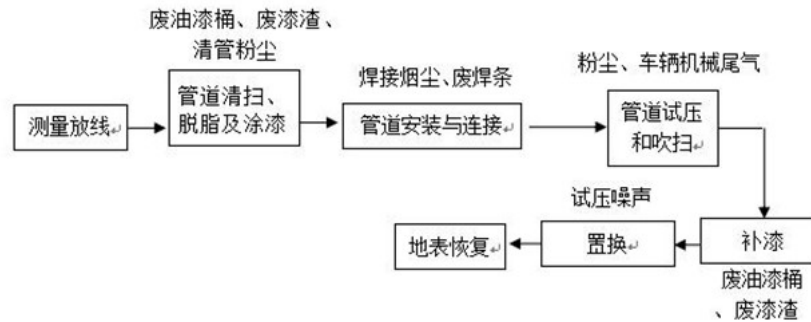 废油漆桶、废漆渣、
清管粉尘
测量放线
管道清扫、
脱脂及涂漆
焊接烟尘、废焊条
管道安装与连接
粉尘、车辆机械尾气
管道试压
和吹扫
补漆
废油漆桶
、废漆渣
试压噪声
置换
地表恢复